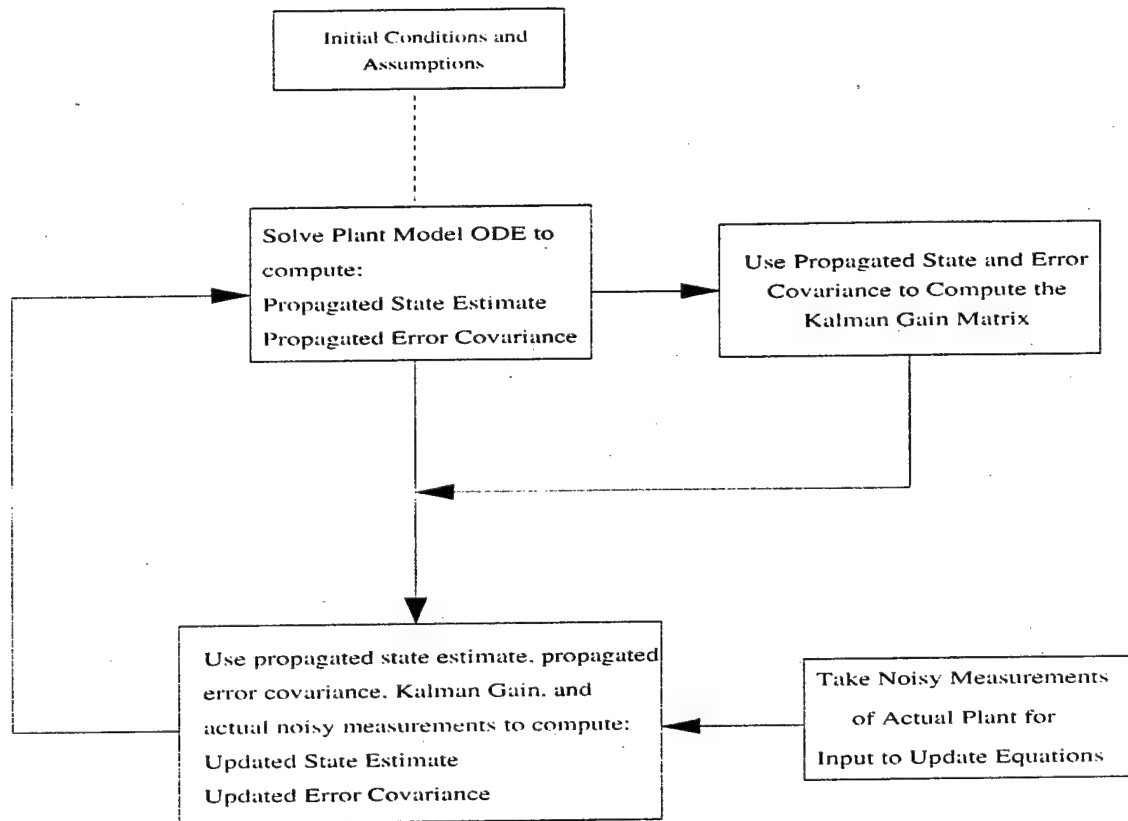 Initial Conditions and
Assumptions
Solve Plant Model ODE to
compute:
Propagated State Estimate
Propagated Error Covariance
Use Propagated State and Error
Covariance to Compute the
Kalman Gain Matrix
Use propagated state estimate, propagated
error covariance, Kalman Gain, and
actual noisy measurements to compute:
Updated State Estimate
Updated Error Covariance
Take Noisy Measurements
of Actual Plant for
Input to Update Equations